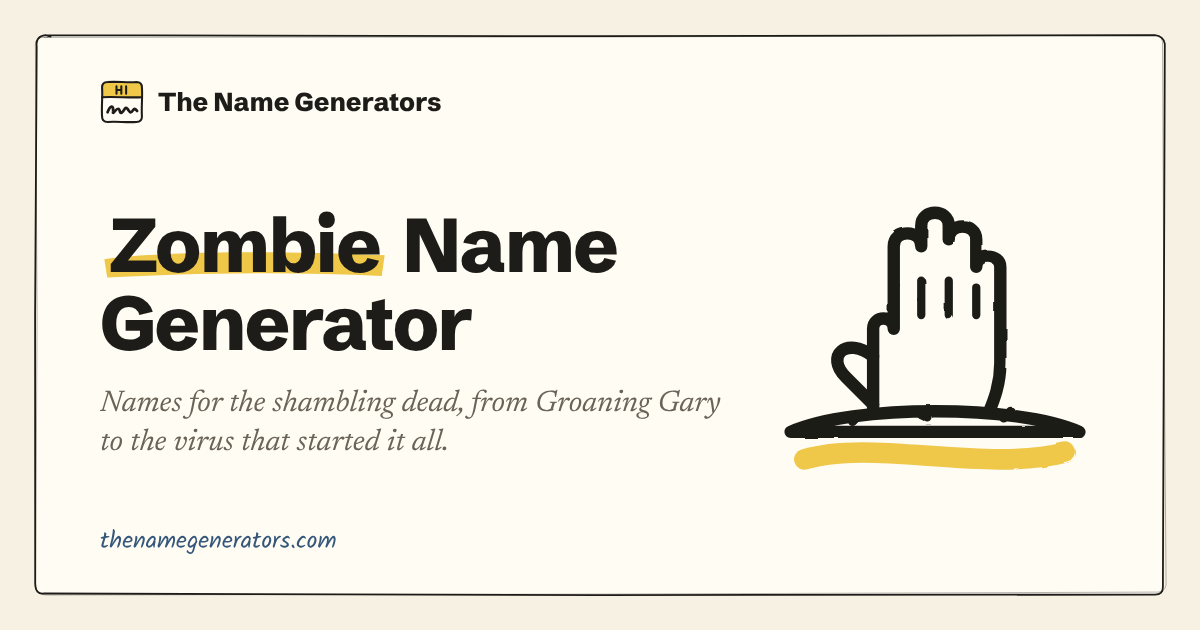 HI
The Name Generators
Zombie Name
Generator
Names for the shambling dead, from Groaning Gary
to the virus that started it all.
thenamegenerators.com